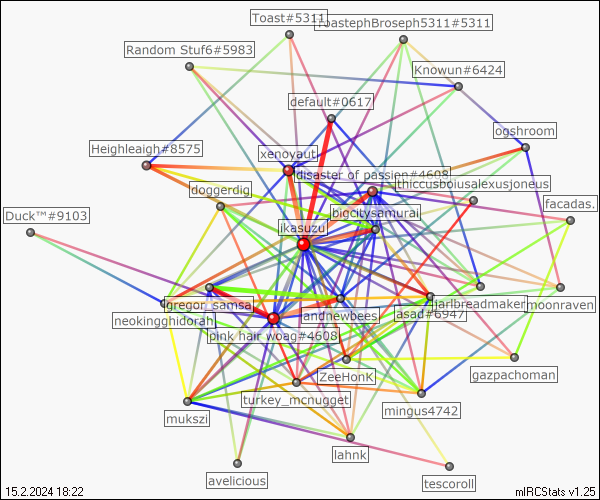 Toast#5311
ToastephBroseph5311#5311
Random Stuf6#5983
Knowun#6424
default#0617
ogshroom
Heighleigh#8575
xenoyaut
disaster of passion#4608
thiccusboiusalexusjoneus
doggerdig
facadas.
Duck™#9103
bigcitysamurai
ikasuzu
gregor_samsa
andnewbees
jarlbreadmaker
moonraven
neokingghidorah
asad#6947
pink hair woag#4608
ZeeHonK
gazpachoman
turkey_mcnugget
mukszi
mingus4742
lahnk
avelicious
tescoroll
15.2.2024 18:22
mIRCStats v1.25